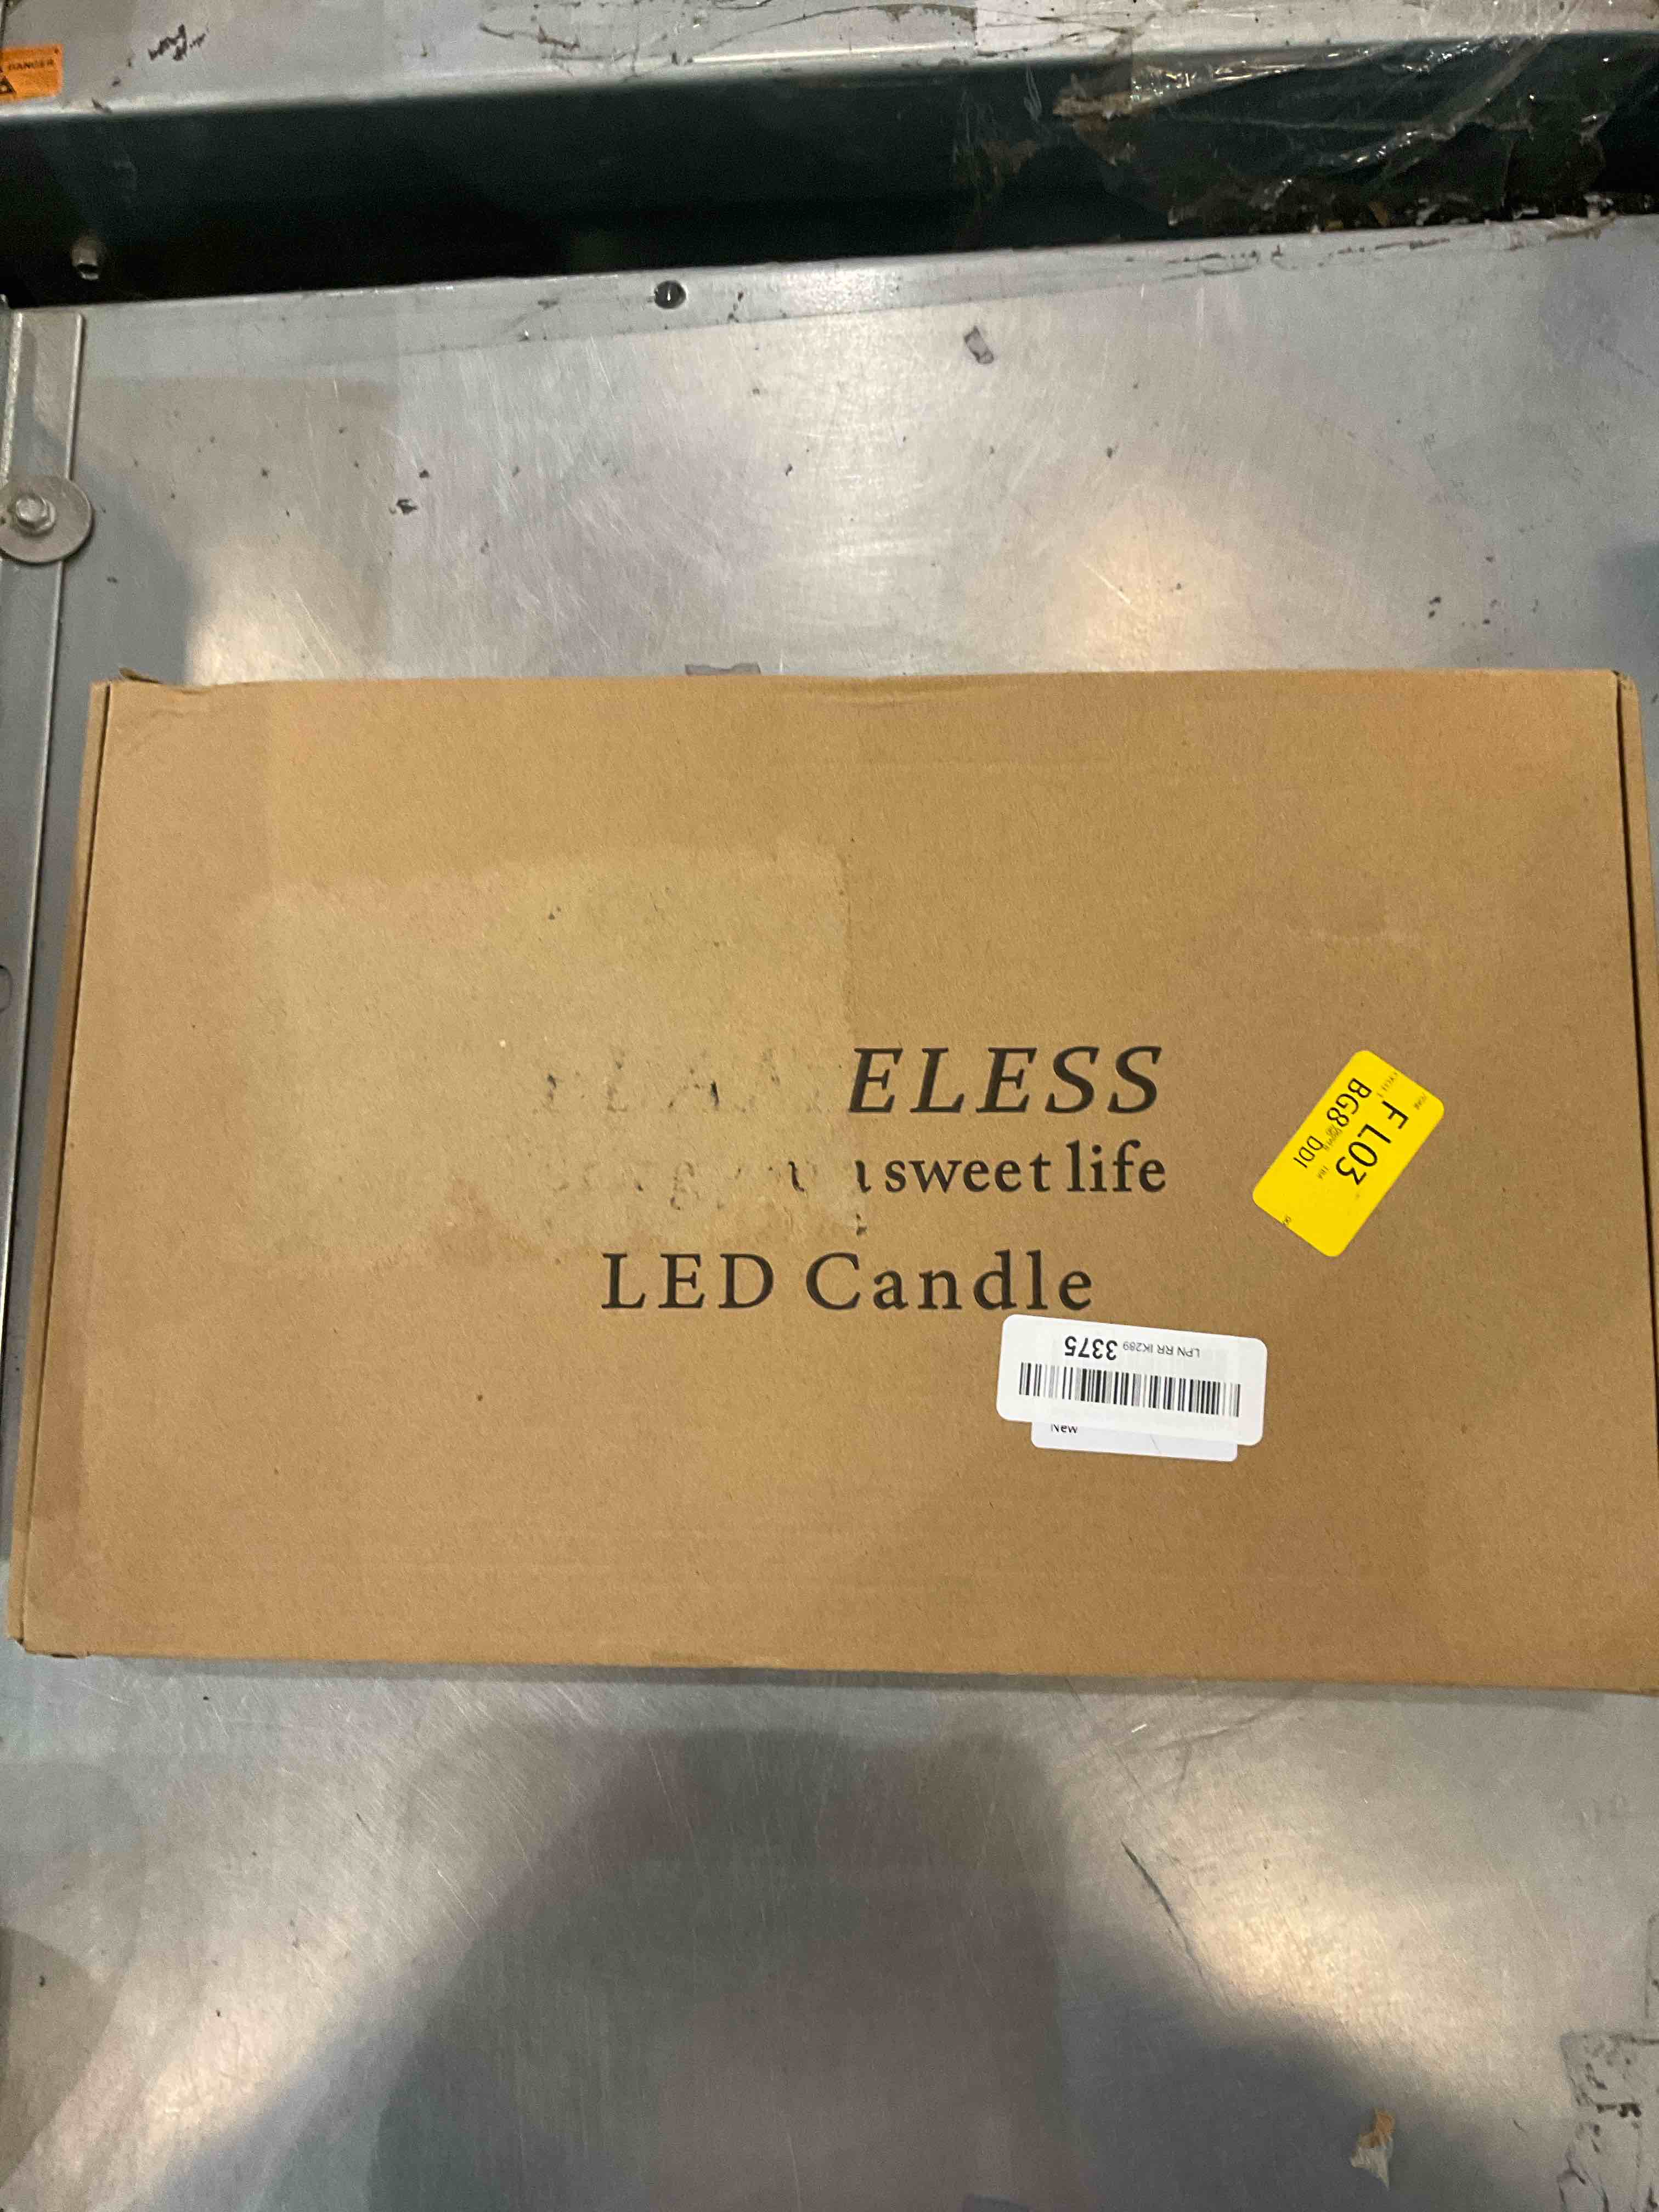 DANGER
ELESS
sweet life
LED Candle
F L03
BG8 DDI
LPN RR IK289 3375
New